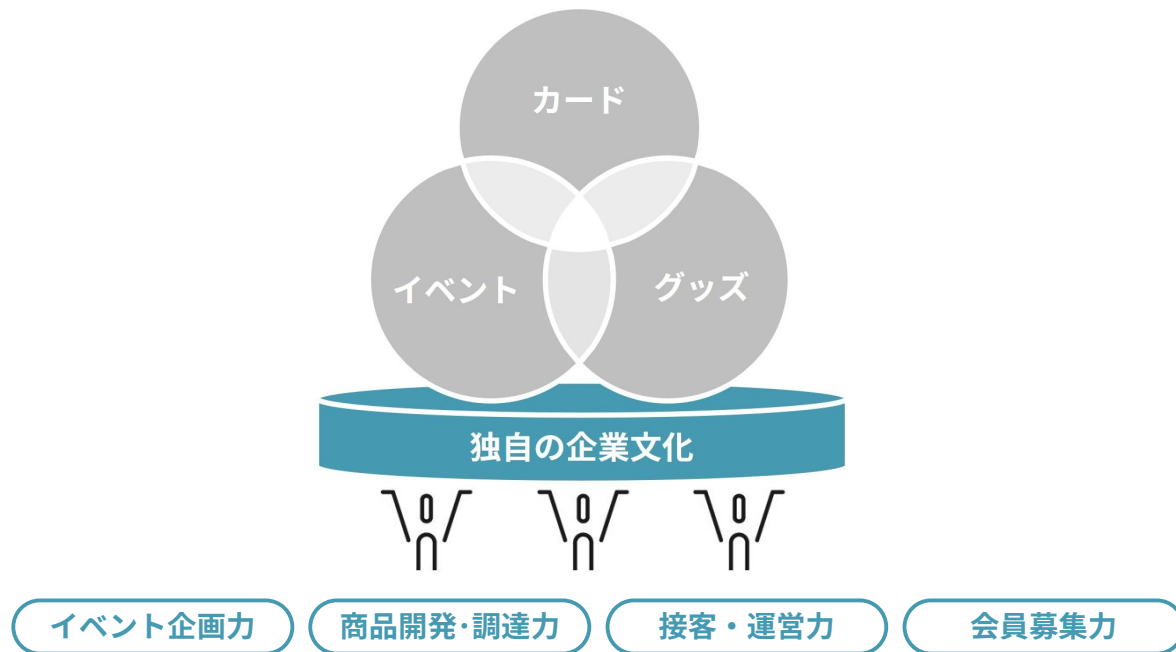 カード
イベント
グッズ
独自の企業文化
イベント企画力
商品開発･調達力
接客・運営力
会員募集力